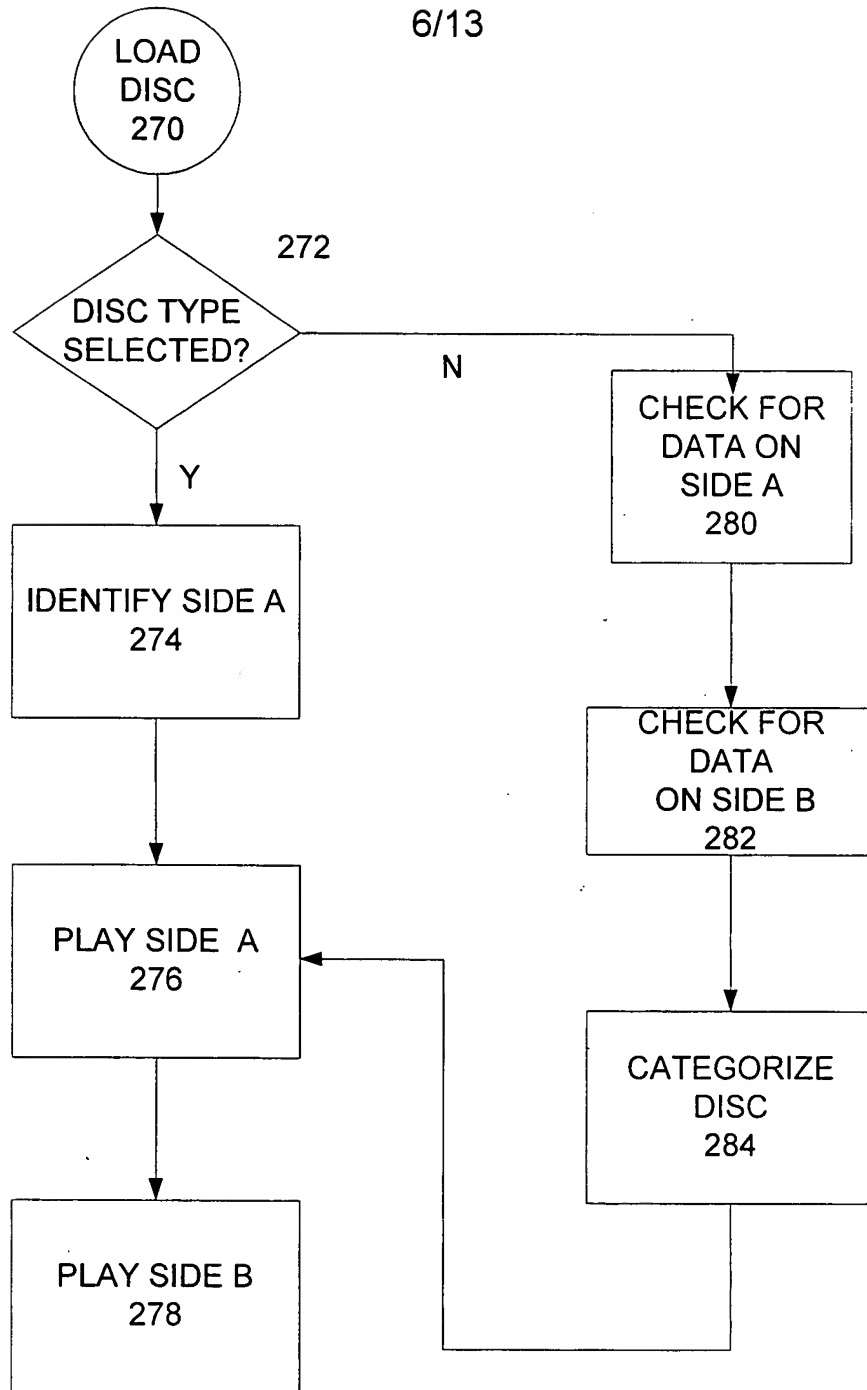 6/13
LOAD
DISC
270
272
DISC TYPE
SELECTED?
N
Y
CHECK FOR
DATA ON
SIDE A
280
IDENTIFY SIDE A
274
CHECK FOR
DATA
ON SIDE B
282
PLAY SIDE A
276
CATEGORIZE
DISC
284
PLAY SIDE B
278